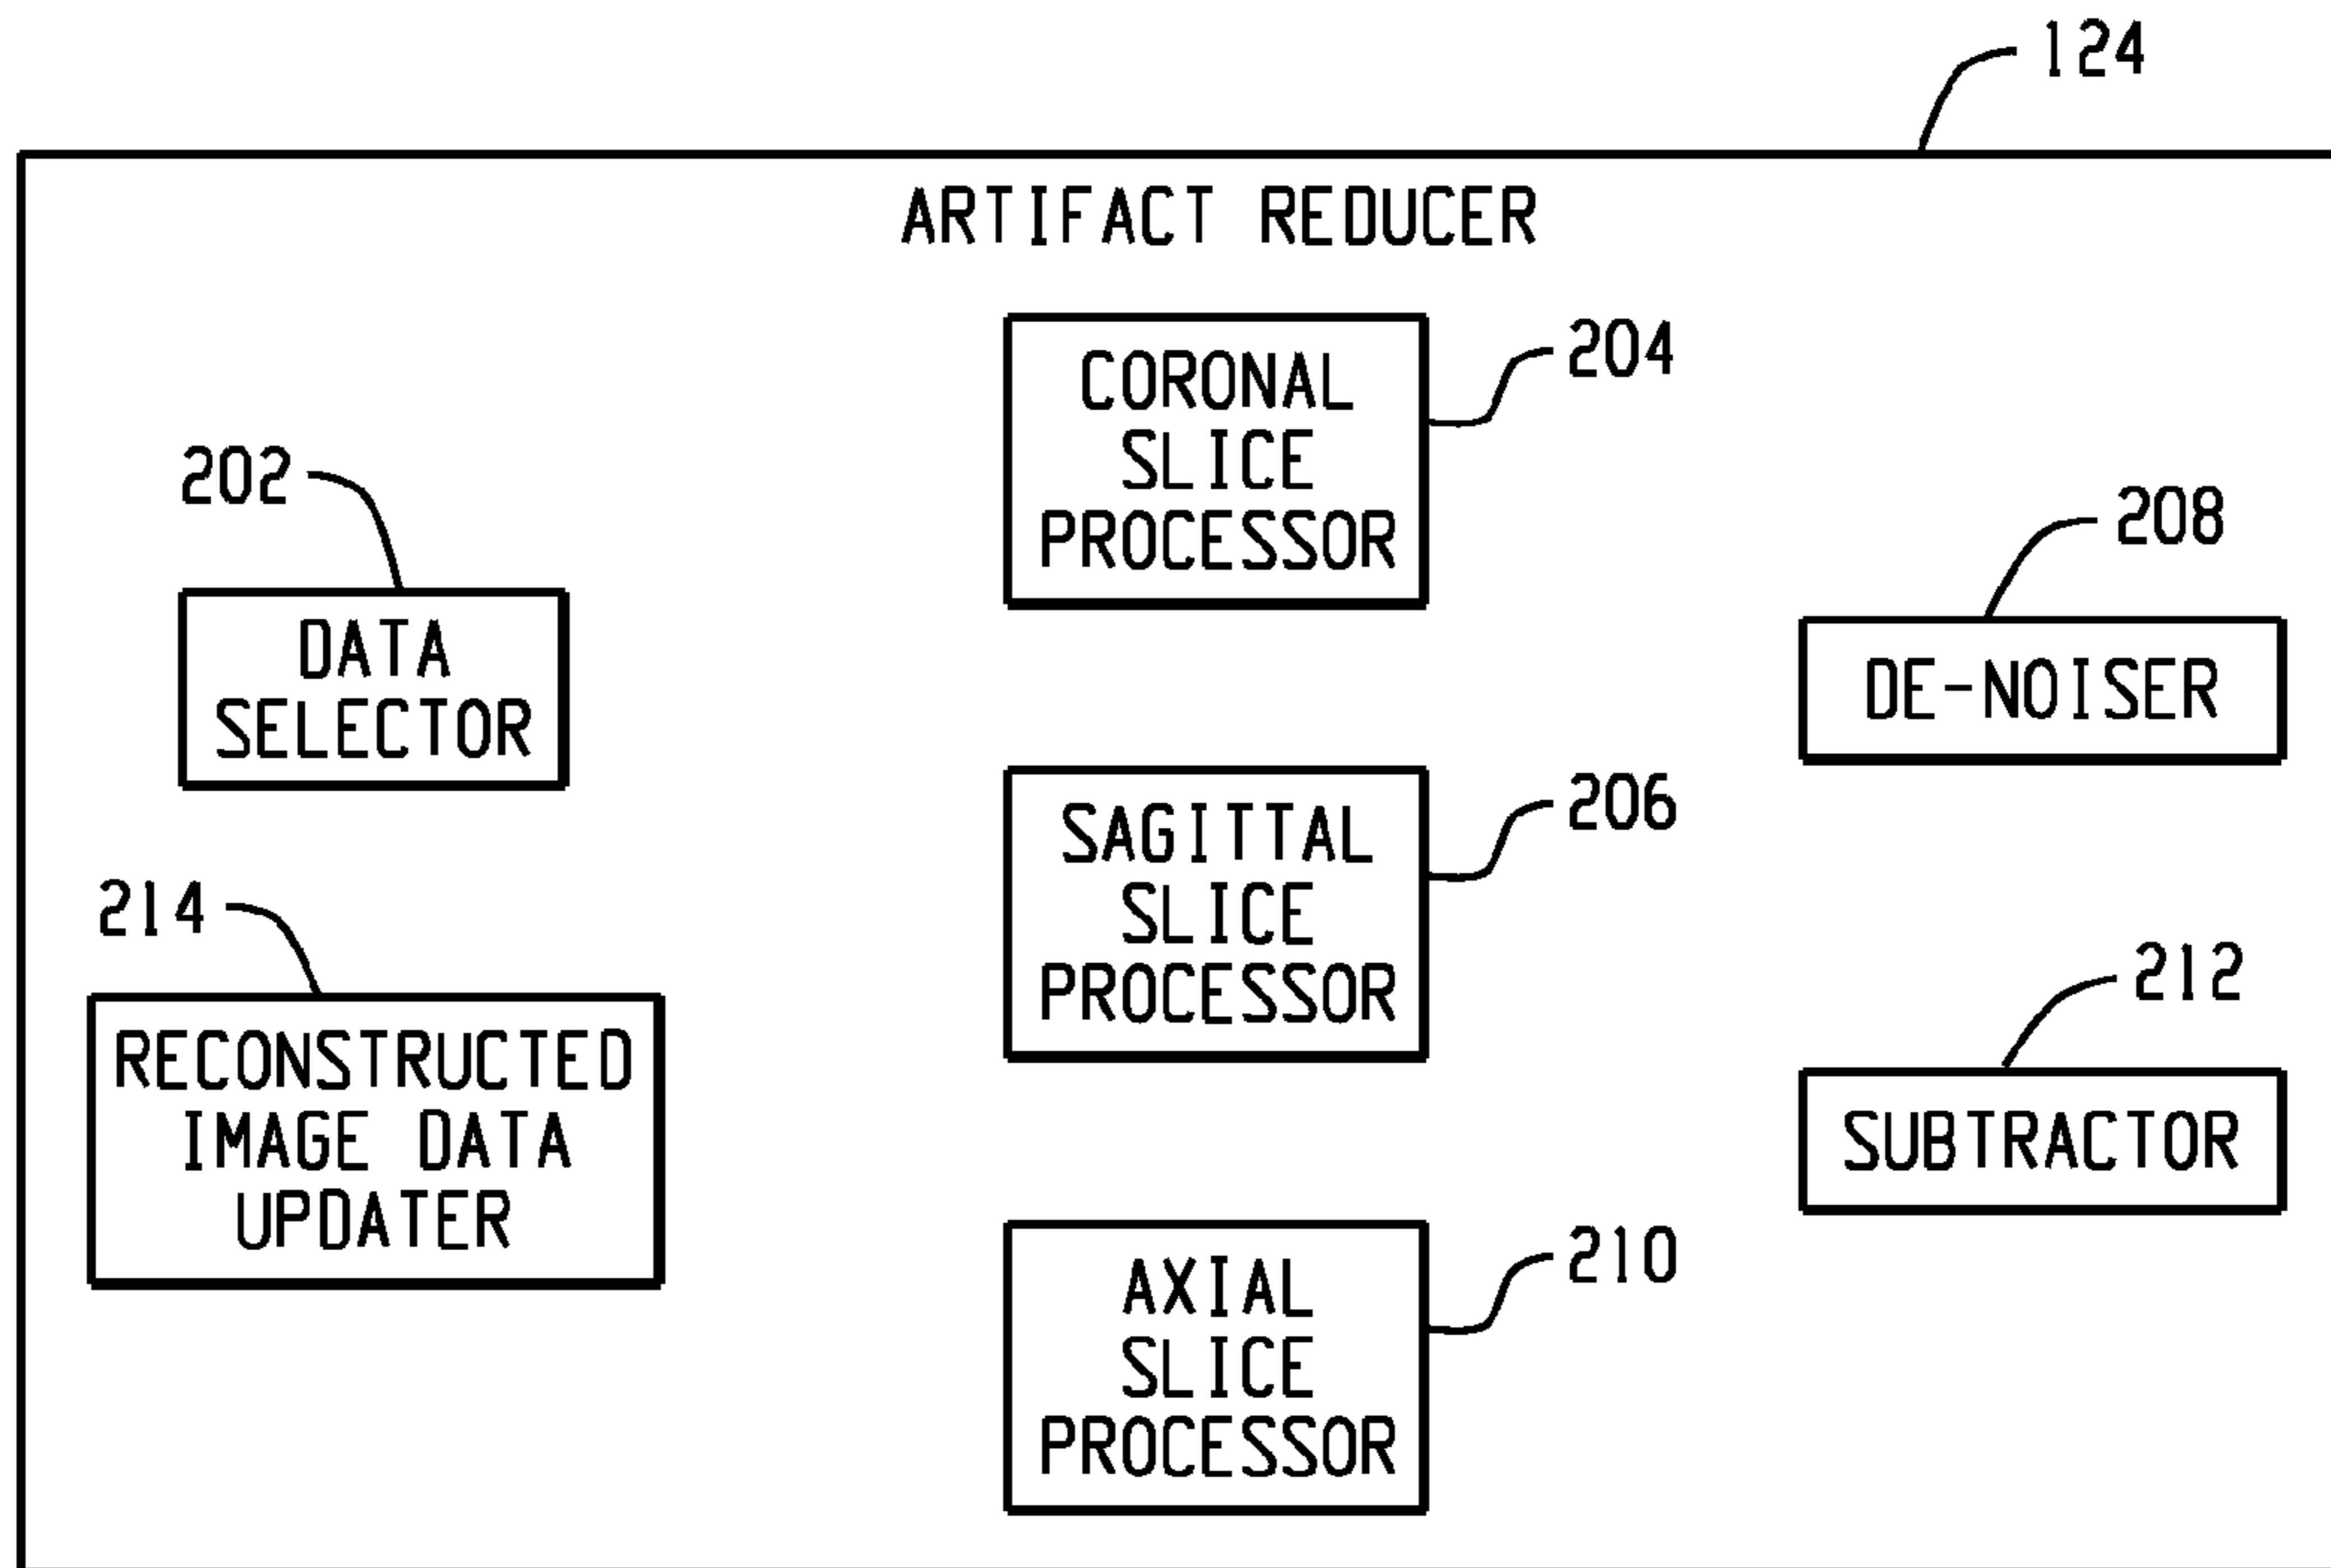 124
ARTIFACT REDUCER
204
CORONAL
SLICE
PROCESSOR
202
DATA
SELECTOR
208
DE-NOISER
206
SAGITTAL
SLICE
PROCESSOR
214
RECONSTRUCTED
IMAGE DATA
UPDATER
212
SUBTRACTOR
210
AXIAL
SLICE
PROCESSOR